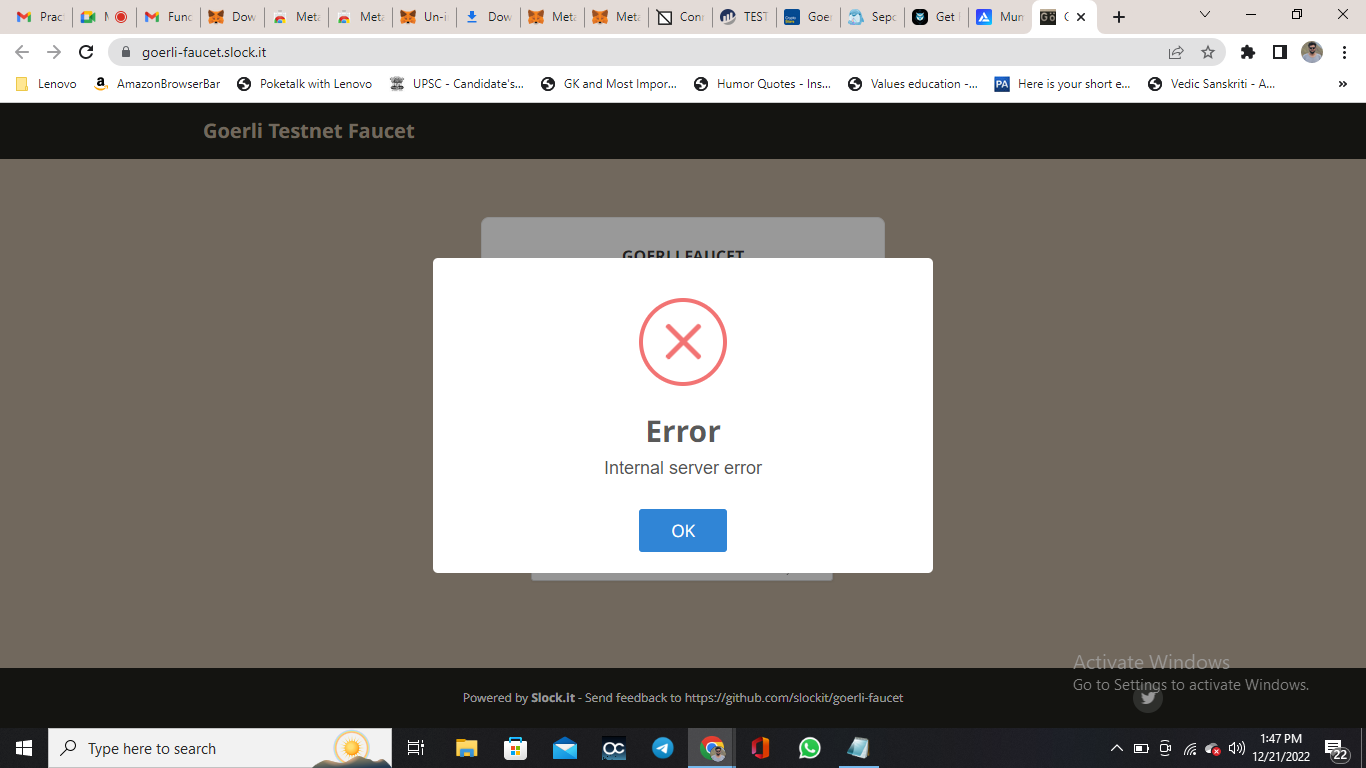 Prac
M
Func
Dow
Meta
Meta
Un-i
Dow
Meta
Meta
Con
TEST
Goer
Sepo
Get
Mun
goerli-faucet.slock.it
Lenovo
AmazonBrowserBar
Poketalk with Lenovo
UPSC - Candidate's...
GK and Most Impor...
Humor Quotes - Ins...
Values education -...
PA
Here is your short e...
Vedic Sanskriti - A...
»
Goerli Testnet Faucet
GOERLI FAUCET
Error
Internal server error
OK
Activate Windows
Go to Settings to activate Windows.
Powered by Slock.it - Send feedback to https://github.com/slockit/goerli-faucet
Type here to search
1:47 PM
12/21/2022
22